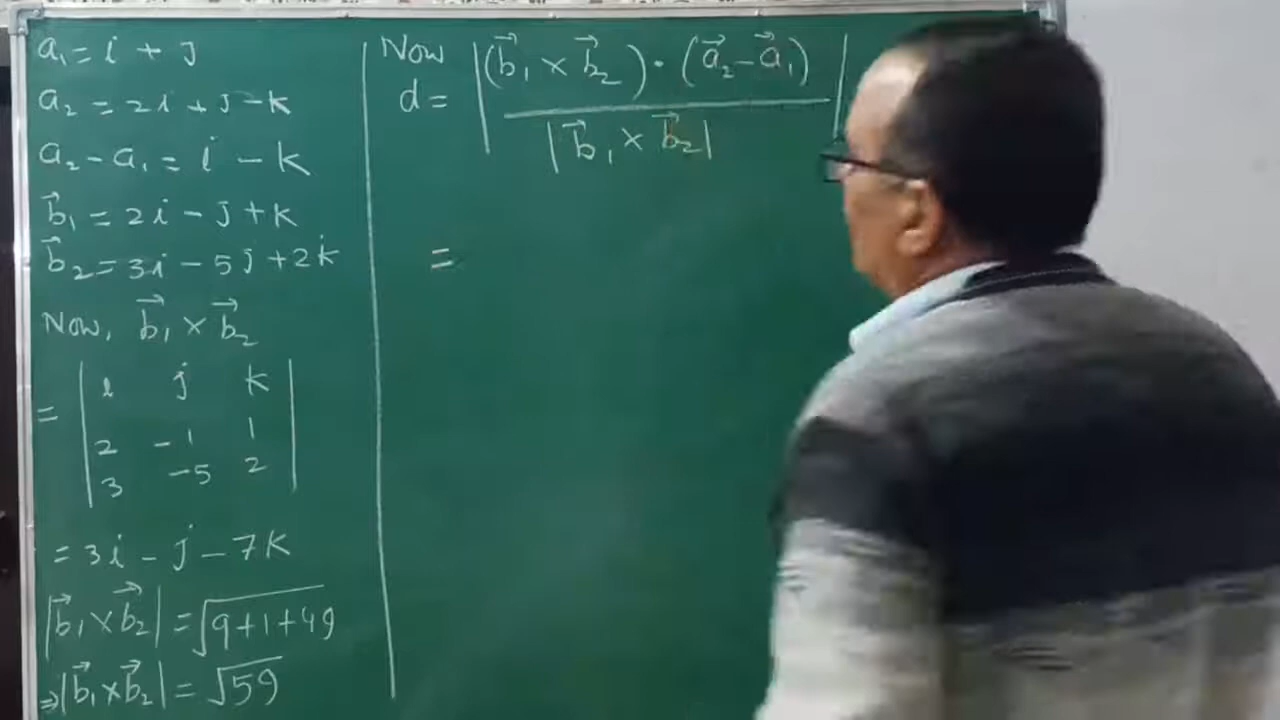 a₁ = i + j
a₂ = 2i + j - k
a₂ - a₁ = i - k
b⃗₁ = 2i - j + k
b⃗₂ = 3i - 5j + 2k
Now, b⃗₁ × b⃗₂
= | i j k |
| 2 -1 1 |
| 3 -5 2 |
= 3i - j - 7k
|b⃗₁ × b⃗₂| = √9+1+49
⇒ |b⃗₁ × b⃗₂| = √59
Now
d = | (b⃗₁ × b⃗₂) · (a⃗₂ - a⃗₁) |
|b⃗₁ × b⃗₂|
=